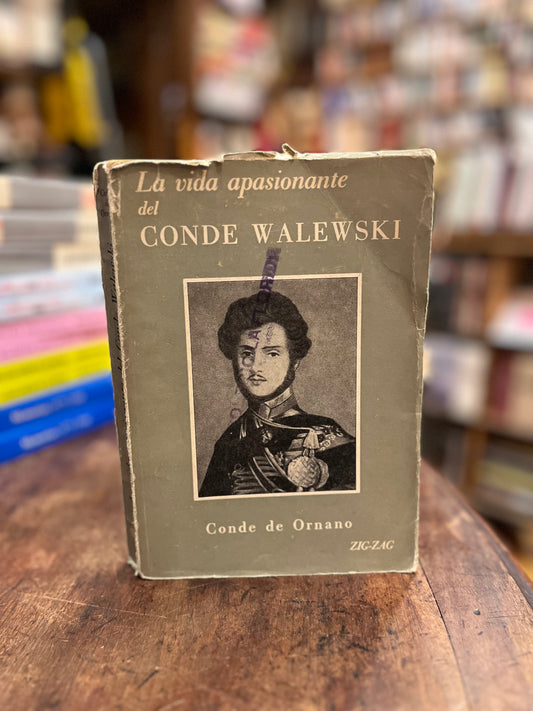 La vida apasionante
del
CONDE WALEWSKI
Conde de Ornano
ZIG-ZAG